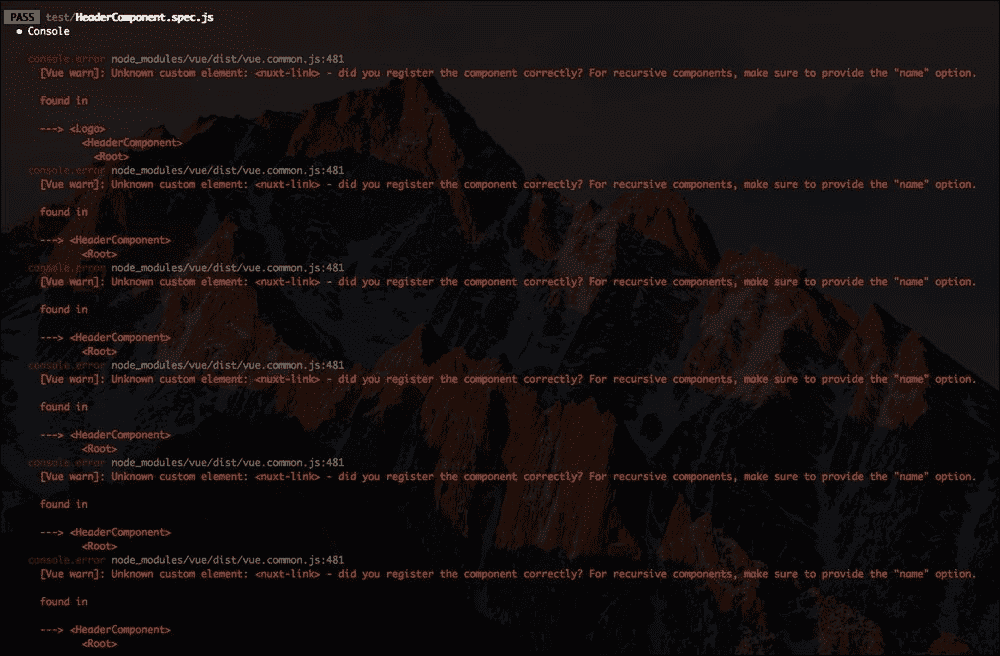 PASS test/HeaderComponent.spec.js
● Console
console.error node_modules/vue/dist/vue.common.js:481
[Vue warn]: Unknown custom element: <nuxt-link> - did you register the component correctly? For recursive components, make sure to provide the "name" option.
found in
---> <Logo>
<HeaderComponent>
<Root>
console.error node_modules/vue/dist/vue.common.js:481
[Vue warn]: Unknown custom element: <nuxt-link> - did you register the component correctly? For recursive components, make sure to provide the "name" option.
found in
---> <HeaderComponent>
<Root>
console.error node_modules/vue/dist/vue.common.js:481
[Vue warn]: Unknown custom element: <nuxt-link> - did you register the component correctly? For recursive components, make sure to provide the "name" option.
found in
---> <HeaderComponent>
<Root>
console.error node_modules/vue/dist/vue.common.js:481
[Vue warn]: Unknown custom element: <nuxt-link> - did you register the component correctly? For recursive components, make sure to provide the "name" option.
found in
---> <HeaderComponent>
<Root>
console.error node_modules/vue/dist/vue.common.js:481
[Vue warn]: Unknown custom element: <nuxt-link> - did you register the component correctly? For recursive components, make sure to provide the "name" option.
found in
---> <HeaderComponent>
<Root>
console.error node_modules/vue/dist/vue.common.js:481
[Vue warn]: Unknown custom element: <nuxt-link> - did you register the component correctly? For recursive components, make sure to provide the "name" option.
found in
---> <HeaderComponent>
<Root>